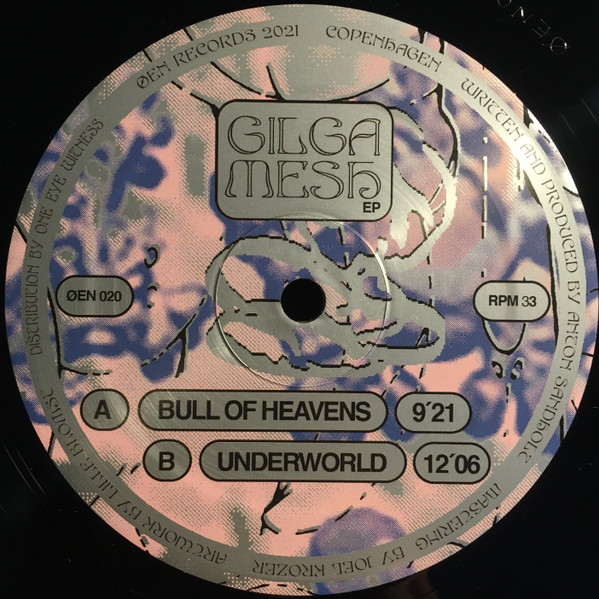 ØEN RECORDS 2021
COPENHAGEN
WRITTEN AND PRODUCED BY ANTON SANDHOLT
MASTERING BY JOEL KROZER
DISTRIBUTION BY ONE EYE WITNESS
GILGA
MESH
EP
ØEN 020
RPM 33
A BULL OF HEAVENS 9´21
B UNDERWORLD 12´06
ARTWORK BY